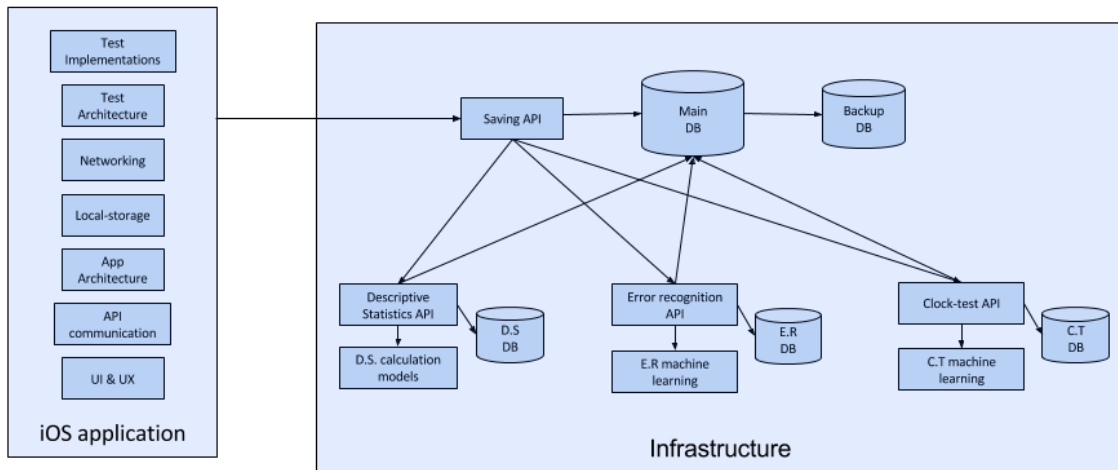 Test
Implementations
Test
Architecture
Networking
Local-storage
App
Architecture
API
communication
UI & UX
iOS application
Saving API
Main
DB
Backup
DB
Descriptive
Statistics API
D.S
DB
D.S. calculation
models
Error recognition
API
E.R
DB
E.R machine
learning
Clock-test API
C.T
DB
C.T machine
learning
Infrastructure